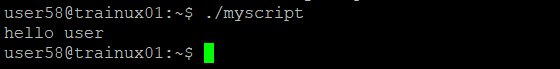 user58@trainux01:~$ ./myscript
hello user
user58@trainux01:~$